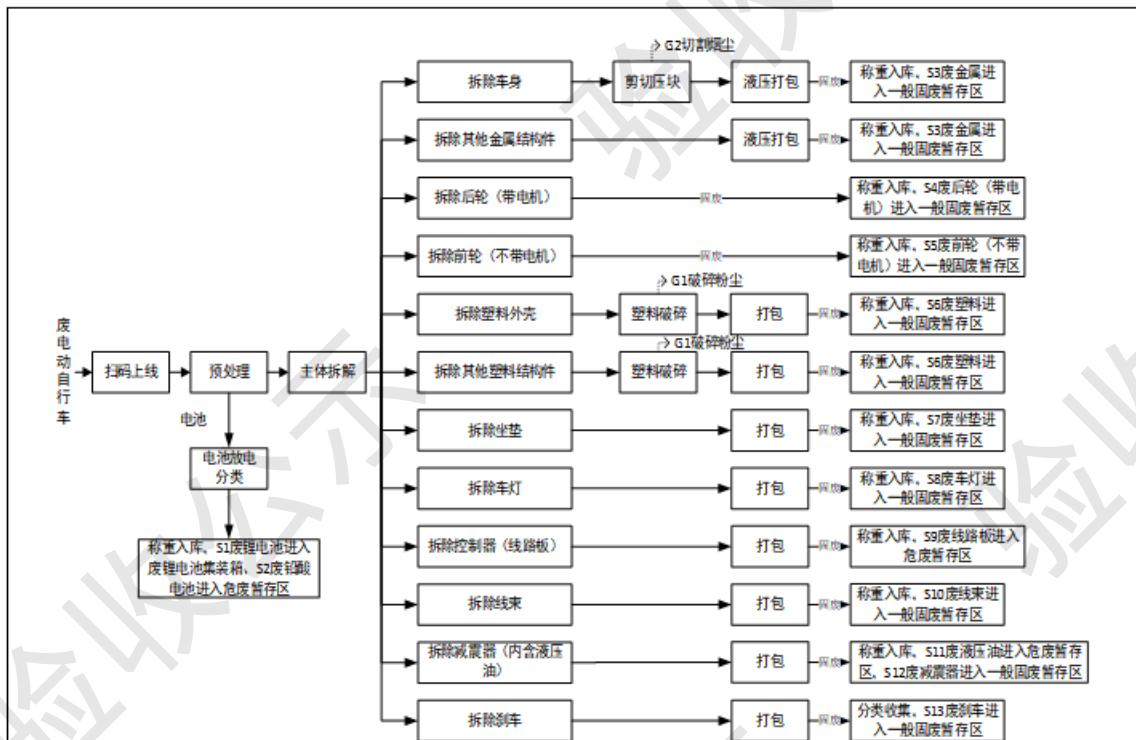 G2切割烟尘
拆除车身
剪切压块
液压打包
固废
称重入库、S3废金属进
入一般固废暂存区
拆除其他金属结构件
液压打包
固废
称重入库、S3废金属进
入一般固废暂存区
拆除后轮（带电机）
固废
称重入库、S4废后轮（带电
机）进入一般固废暂存区
拆除前轮（不带电机）
固废
称重入库、S5废前轮（不带
电机）进入一般固废暂存区
G1破碎粉尘
拆除塑料外壳
塑料破碎
打包
固废
称重入库、S6废塑料进
入一般固废暂存区
G1破碎粉尘
废电动自行车
扫码上线
预处理
主体拆解
拆除其他塑料结构件
塑料破碎
打包
固废
称重入库、S6废塑料进
入一般固废暂存区
电池
拆除坐垫
打包
固废
称重入库、S7废坐垫进
入一般固废暂存区
电池放电
分类
拆除车灯
打包
固废
称重入库、S8废车灯进
入一般固废暂存区
称重入库、S1废锂电池进入
废锂电池集装箱、S2废铅酸
电池进入危废暂存区
拆除控制器（线路板）
打包
固废
称重入库、S9废线路板进入
危废暂存区
拆除线束
打包
固废
称重入库、S10废线束进
入一般固废暂存区
拆除减震器（内含液压
油）
打包
固废
称重入库、S11废液压油进入危废暂存
区、S12废减震器进入一般固废暂存区
拆除刹车
打包
固废
分类收集、S13废刹车进
入一般固废暂存区
验收公示
验收
验收